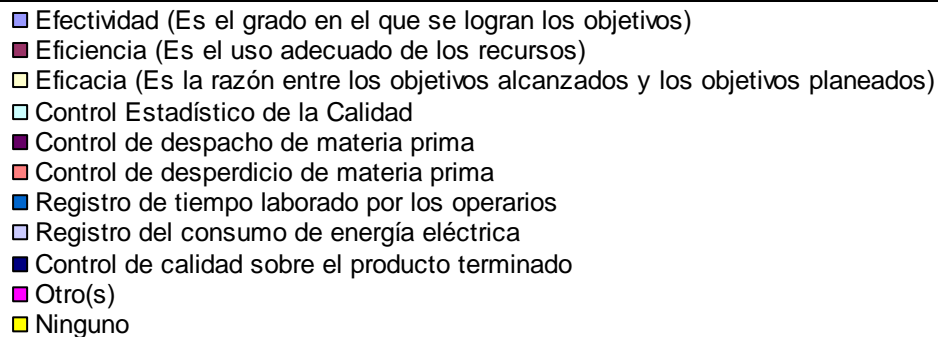 Efectividad (Es el grado en el que se logran los objetivos)
Eficiencia (Es el uso adecuado de los recursos)
Eficacia (Es la razón entre los objetivos alcanzados y los objetivos planeados)
Control Estadístico de la Calidad
Control de despacho de materia prima
Control de desperdicio de materia prima
Registro de tiempo laborado por los operarios
Registro del consumo de energía eléctrica
Control de calidad sobre el producto terminado
Otro(s)
Ninguno